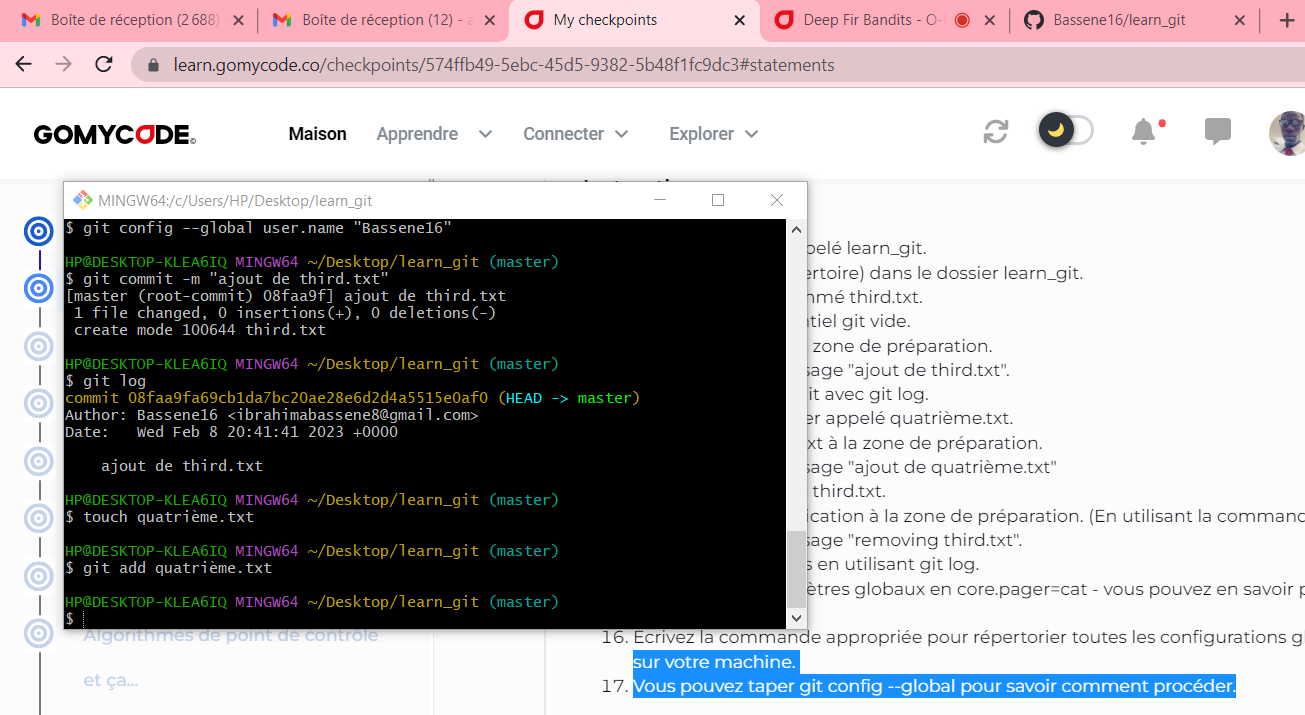 Boîte de réception (2 688)
Boîte de réception (12) - a
My checkpoints
Deep Fir Bandits - O-
Bassene16/learn_git
learn.gomycode.co/checkpoints/574ffb49-5ebc-45d5-9382-5b48f1fc9dc3#statements
GOMYCODE
Maison
Apprendre
Connecter
Explorer
MINGW64:/c/Users/HP/Desktop/learn_git
$ git config --global user.name "Bassene16"
HP@DESKTOP-KLEA6IQ MINGW64 ~/Desktop/learn_git (master)
$ git commit -m "ajout de third.txt"
[master (root-commit) 08faa9f] ajout de third.txt
1 file changed, 0 insertions(+), 0 deletions(-)
create mode 100644 third.txt
HP@DESKTOP-KLEA6IQ MINGW64 ~/Desktop/learn_git (master)
$ git log
commit 08faa9fa69cb1da7bc20ae28e6d2d4a5515e0af0 (HEAD -> master)
Author: Bassene16 <ibrahimabassene8@gmail.com>
Date: Wed Feb 8 20:41:41 2023 +0000
ajout de third.txt
HP@DESKTOP-KLEA6IQ MINGW64 ~/Desktop/learn_git (master)
$ touch quatrième.txt
HP@DESKTOP-KLEA6IQ MINGW64 ~/Desktop/learn_git (master)
$ git add quatrième.txt
HP@DESKTOP-KLEA6IQ MINGW64 ~/Desktop/learn_git (master)
$
pelé learn_git.
ertoire) dans le dossier learn_git.
mmé third.txt.
ntiel git vide.
zone de préparation.
sage "ajout de third.txt".
it avec git log.
er appelé quatrième.txt.
xt à la zone de préparation.
sage "ajout de quatrième.txt"
third.txt.
ication à la zone de préparation. (En utilisant la command
sage "removing third.txt".
s en utilisant git log.
ètres globaux en core.pager=cat - vous pouvez en savoir p
16. Écrivez la commande appropriée pour répertorier toutes les configurations gl
sur votre machine.
17. Vous pouvez taper git config --global pour savoir comment procéder.
Algorithmes de point de contrôle
et ça...